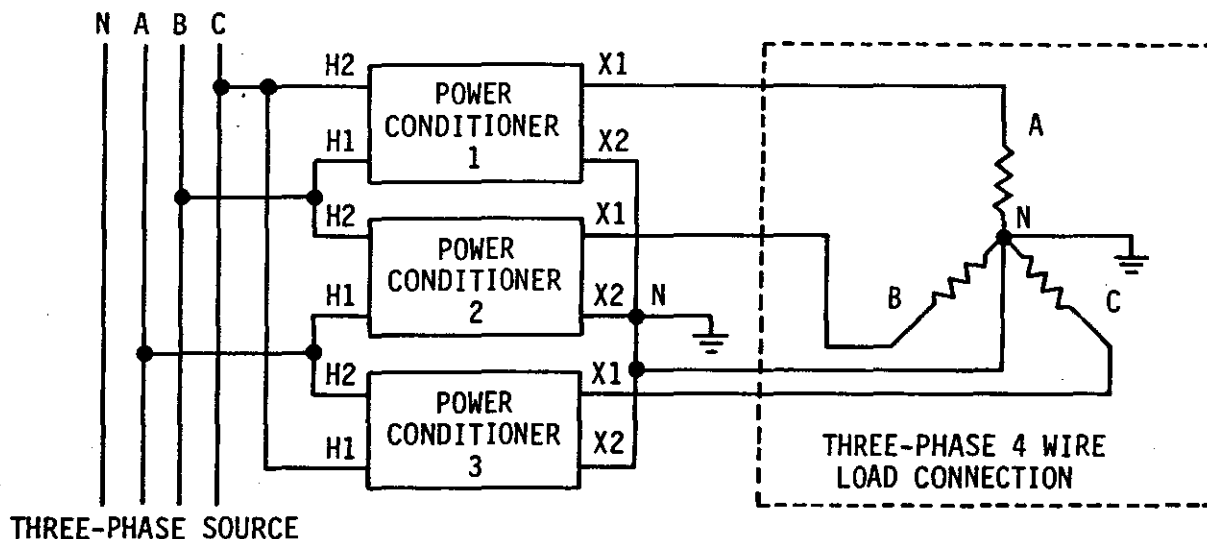 N A B C
H2
POWER
CONDITIONER
1
X1
H1
X2
A
H2
POWER
CONDITIONER
2
X1
N
H1
X2 N
B
C
H2
POWER
CONDITIONER
3
X1
H1
X2
THREE-PHASE 4 WIRE
LOAD CONNECTION
THREE-PHASE SOURCE